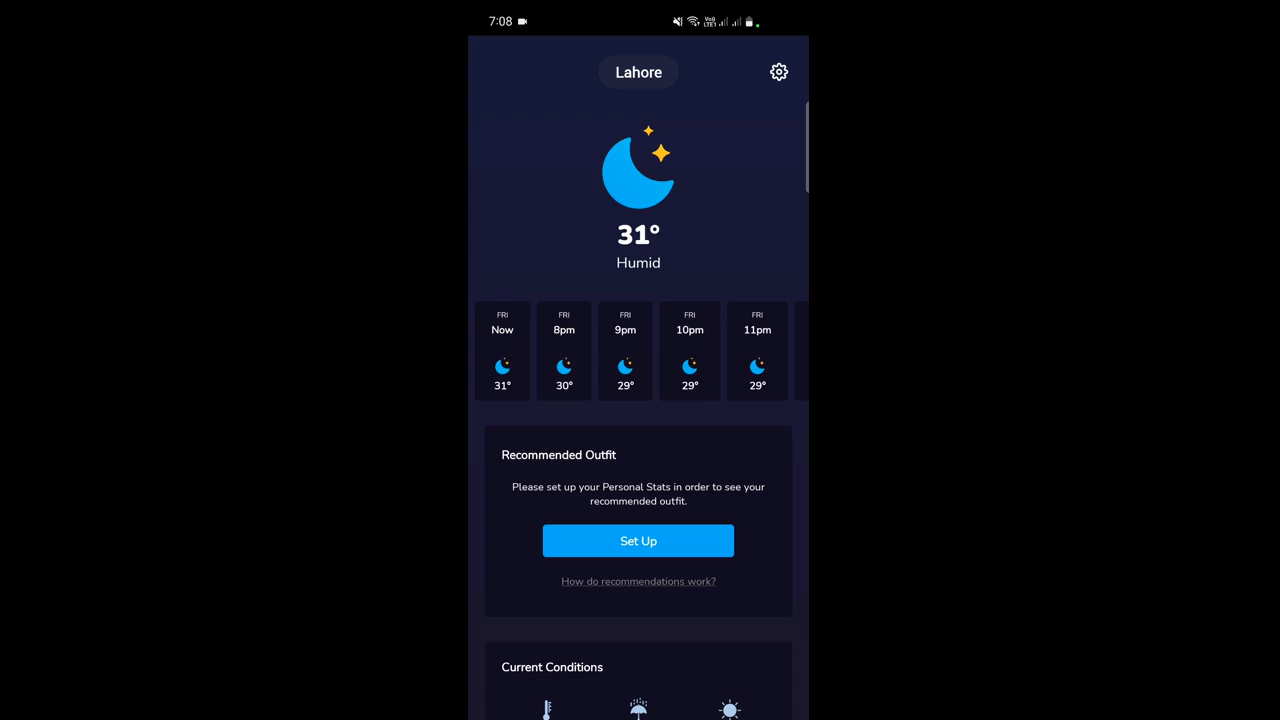 7:08
Vo) LTE1
Lahore
31°
Humid
FRI FRI FRI FRI FRI
Now 8pm 9pm 10pm 11pm
31° 30° 29° 29° 29°
Recommended Outfit
Please set up your Personal Stats in order to see your
recommended outfit.
Set Up
How do recommendations work?
Current Conditions